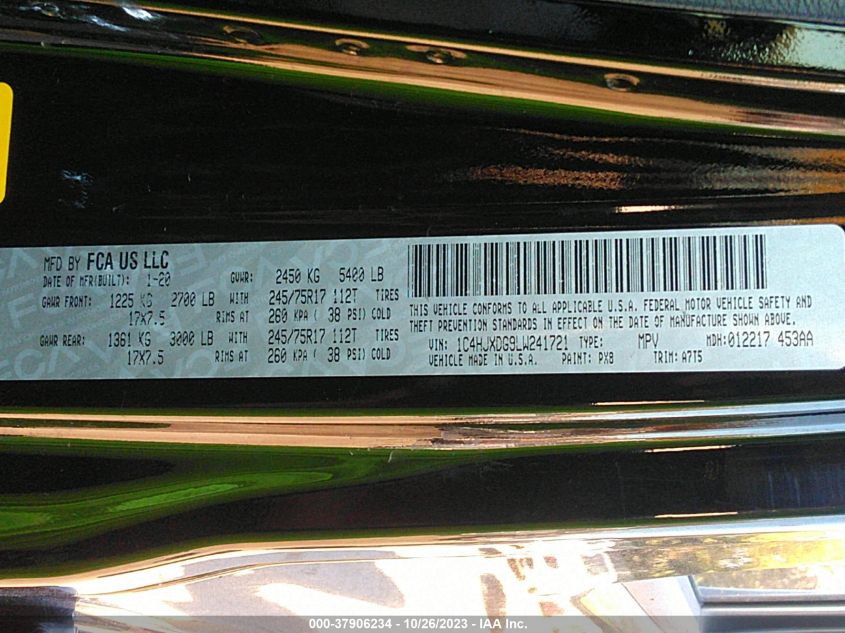 MFD BY FCA US LLC
DATE OF MFR(BUILT): 1-20 GVWR: 2450 KG 5400 LB
GAWR FRONT: 1225 KG 2700 LB WITH 245/75R17 112T TIRES
17X7.5 RIMS AT 260 KPA ( 38 PSI) COLD
GAWR REAR: 1361 KG 3000 LB WITH 245/75R17 112T TIRES
17X7.5 RIMS AT 260 KPA ( 38 PSI) COLD
THIS VEHICLE CONFORMS TO ALL APPLICABLE U.S.A. FEDERAL MOTOR VEHICLE SAFETY AND
THEFT PREVENTION STANDARDS IN EFFECT ON THE DATE OF MANUFACTURE SHOWN ABOVE.
VIN: 1C4HJXDG9LW241721 TYPE: MPV MDH: 012217 453AA
VEHICLE MADE IN U.S.A. PAINT: PX8 TRIM: A7T5
000-37906234 - 10/26/2023 - IAA Inc.